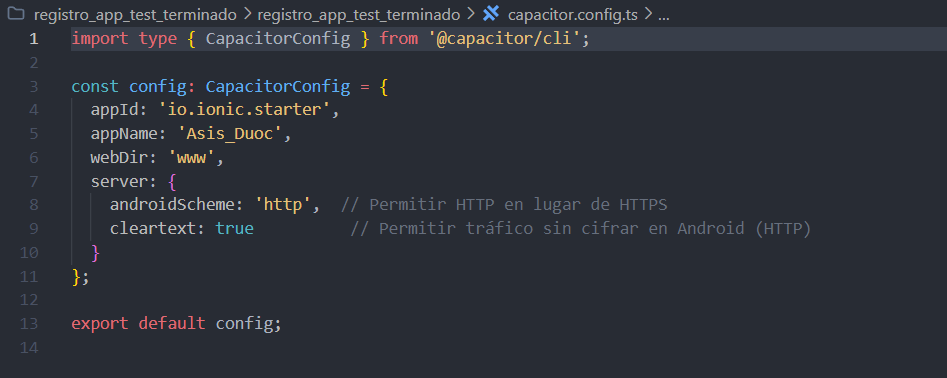 registro_app_test_terminado > registro_app_test_terminado > capacitor.config.ts > ...
1 import type { CapacitorConfig } from '@capacitor/cli';
2
3 const config: CapacitorConfig = {
4   appId: 'io.ionic.starter',
5   appName: 'Asis_Duoc',
6   webDir: 'www',
7   server: {
8     androidScheme: 'http',  // Permitir HTTP en lugar de HTTPS
9     cleartext: true          // Permitir tráfico sin cifrar en Android (HTTP)
10   }
11 };
12
13 export default config;
14